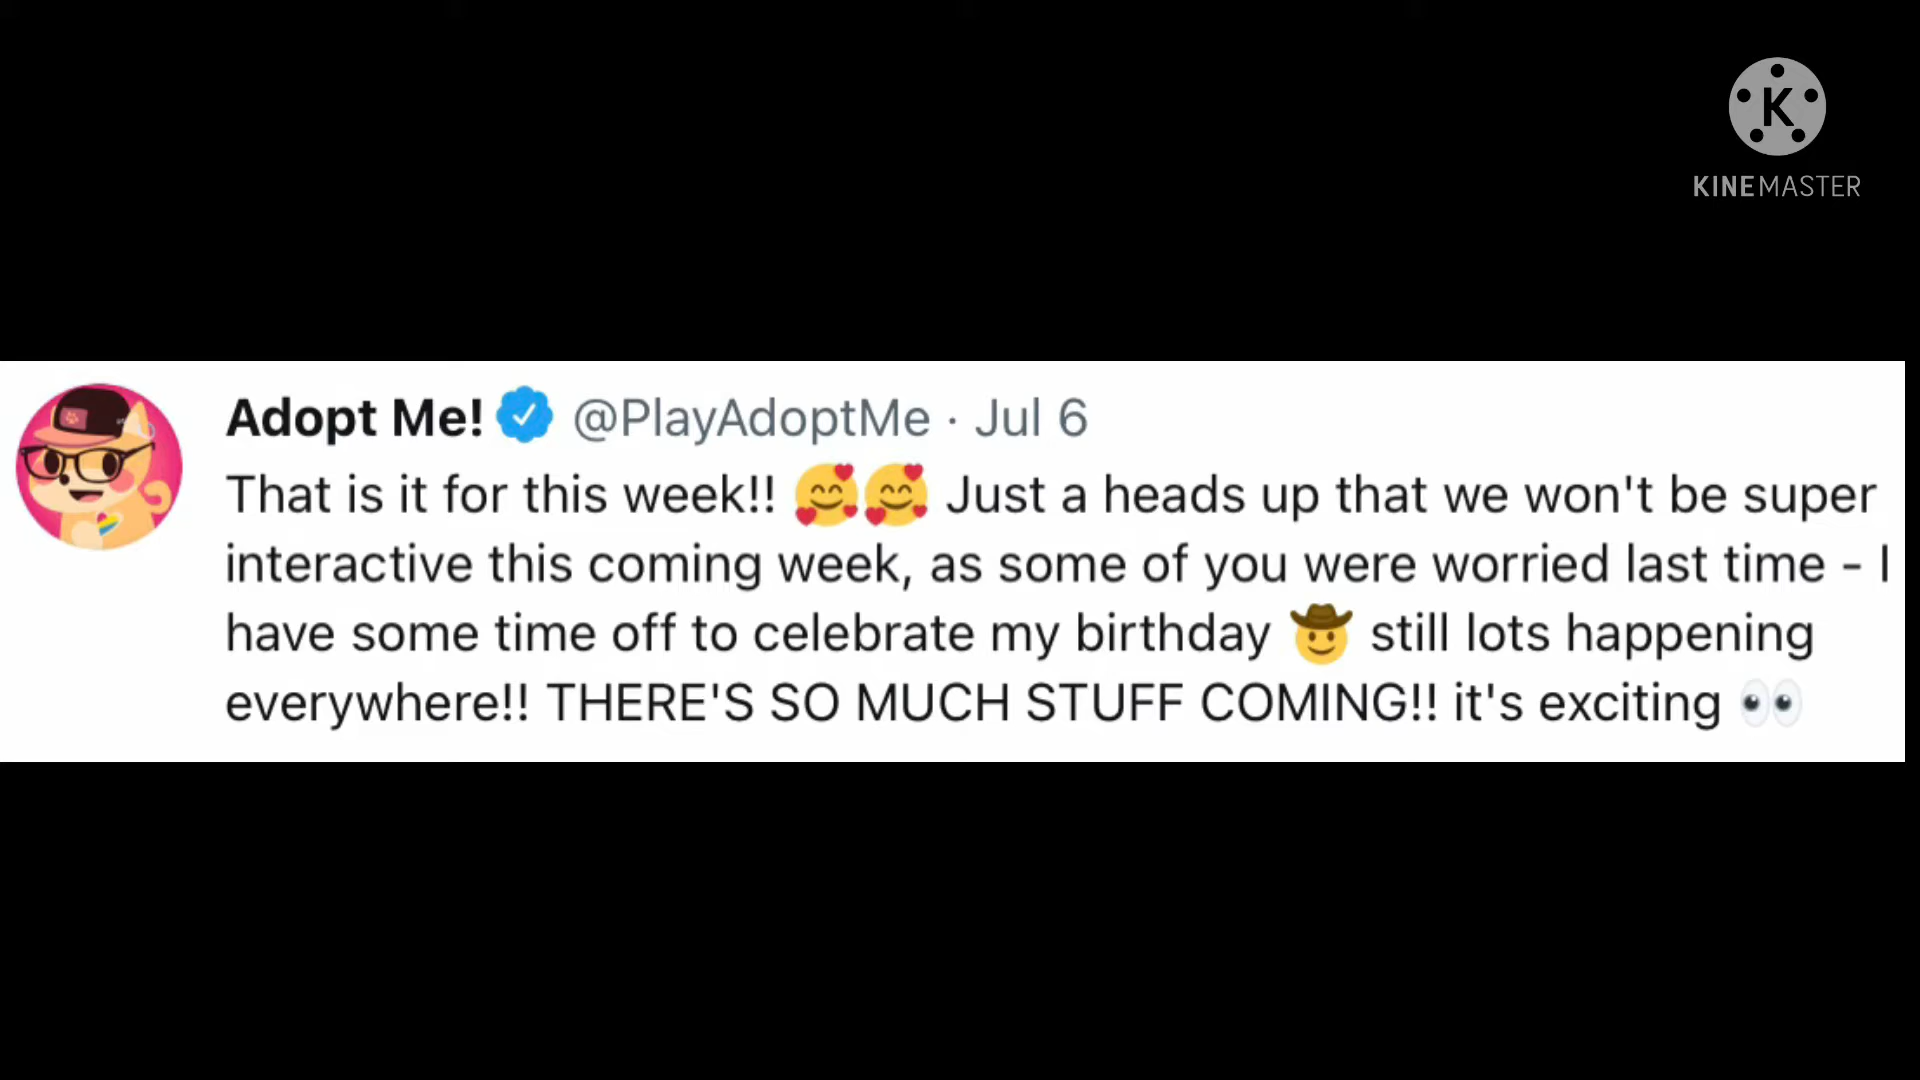 K
KINEMASTER
Adopt Me! @PlayAdoptMe · Jul 6
That is it for this week!! 🥰🥰 Just a heads up that we won't be super
interactive this coming week, as some of you were worried last time - I
have some time off to celebrate my birthday 🤠 still lots happening
everywhere!! THERE'S SO MUCH STUFF COMING!! it's exciting 👀